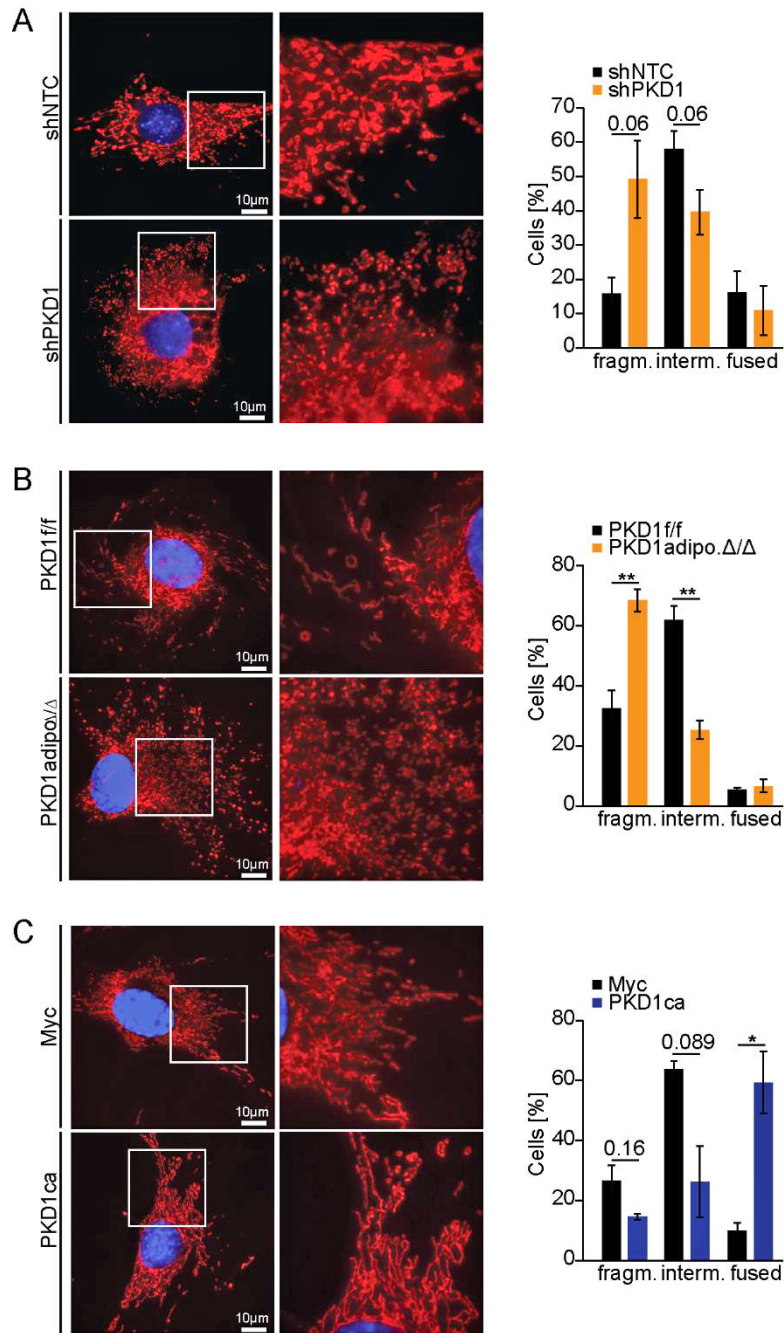 A
shNTC
10µm
shPKD1
10µm
shNTC
shPKD1
Cells [%]
70
60
50
40
30
20
10
0
0.06
0.06
fragm. interm. fused
B
PKD1f/f
10µm
PKD1adipoΔ/Δ
10µm
PKD1f/f
PKD1adipo.Δ/Δ
Cells [%]
80
60
40
20
0
**
**
fragm. interm. fused
C
Myc
10µm
PKD1ca
10µm
Myc
PKD1ca
Cells [%]
80
60
40
20
0
0.16
0.089
*
fragm. interm. fused